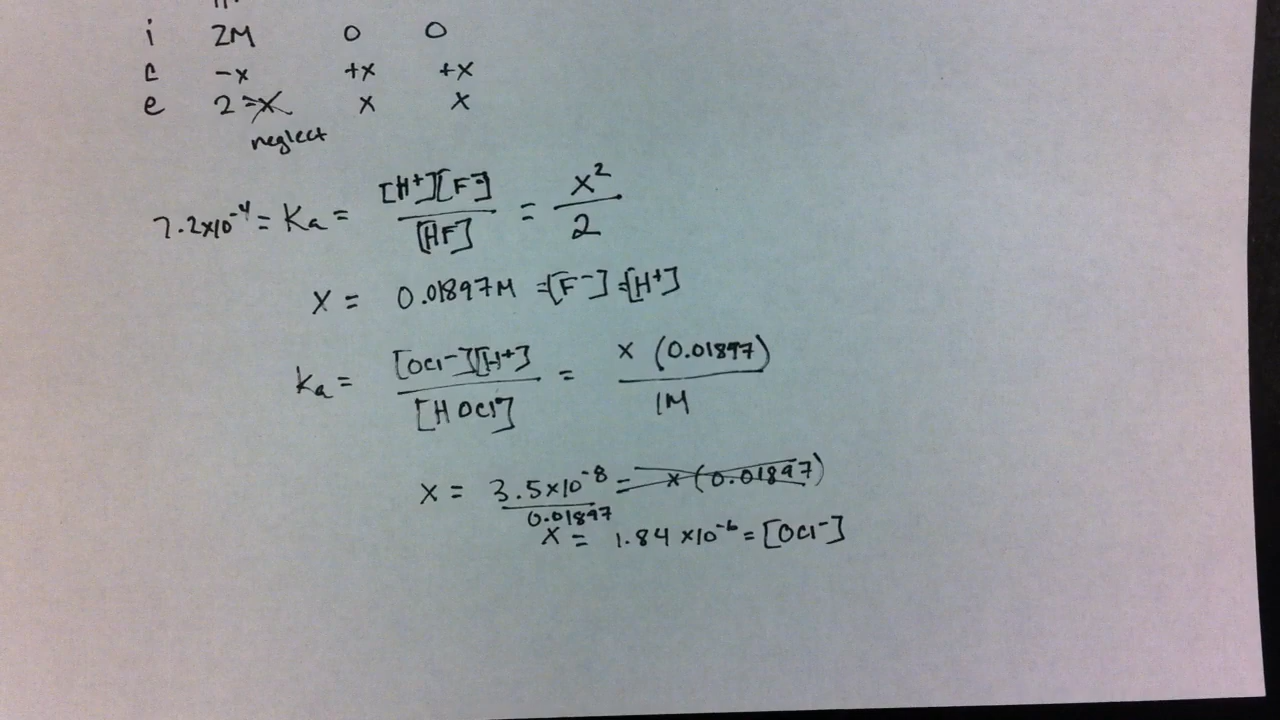 i 2M 0 0
c -x +x +x
e 2-x x x
neglect
7.2x10⁻⁴ = Ka = [H⁺][F⁻] / [HF] = x² / 2
x = 0.01897M = [F⁻] = [H⁺]
Ka = [OCl⁻][H⁺] / [HOCl] = x (0.01897) / 1M
x = 3.5x10⁻⁸ / 0.01897 = x (0.01897)
x = 1.84 x10⁻⁶ = [OCl⁻]